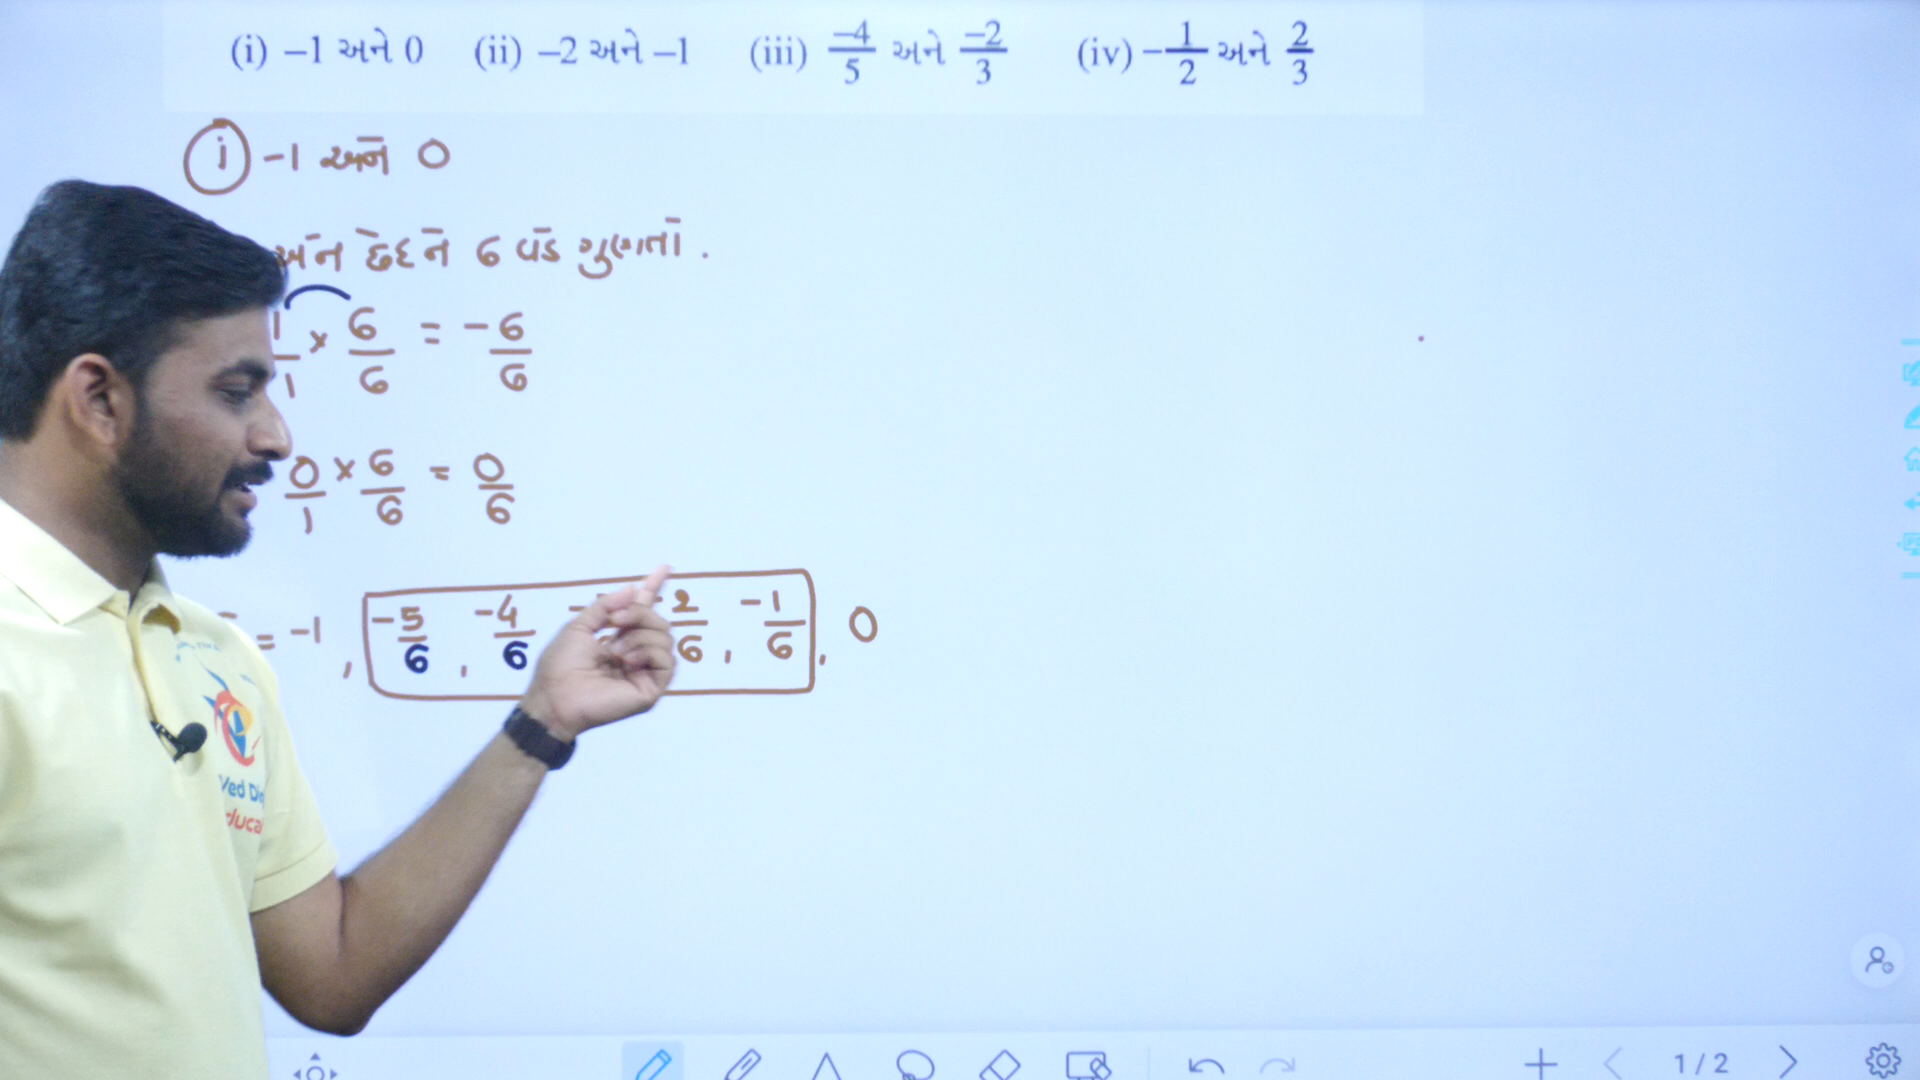 (i) –1 અને 0 (ii) –2 અને –1 (iii) –4/5 અને –2/3 (iv) –1/2 અને 2/3
(i) -1 અને 0
અને છેદને 6 વડે ગુણતાં.
1/1 × 6/6 = -6/6
0/1 × 6/6 = 0/6
= -1, -5/6, -4/6, -2/6, -1/6, 0
1 / 2